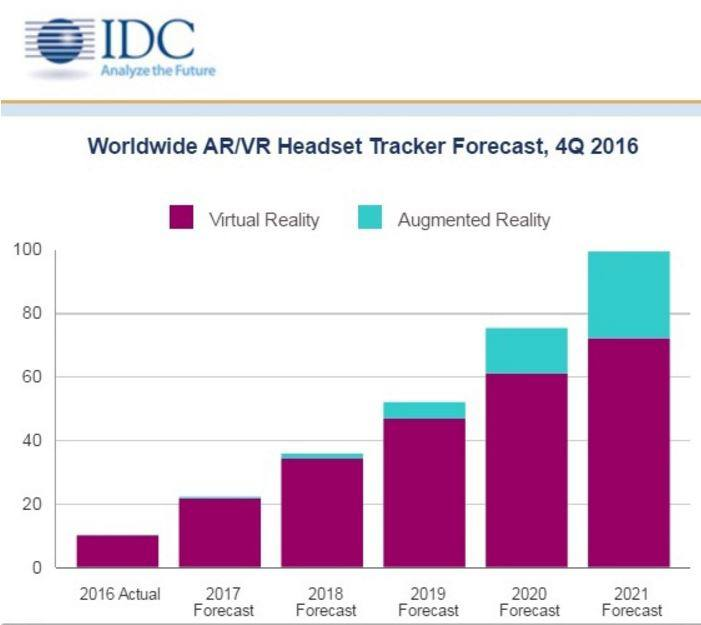 IDC
Analyze the Future
Worldwide AR/VR Headset Tracker Forecast, 4Q 2016
Virtual Reality
Augmented Reality
100
80
60
40
20
0
2016 Actual
2017
Forecast
2018
Forecast
2019
Forecast
2020
Forecast
2021
Forecast